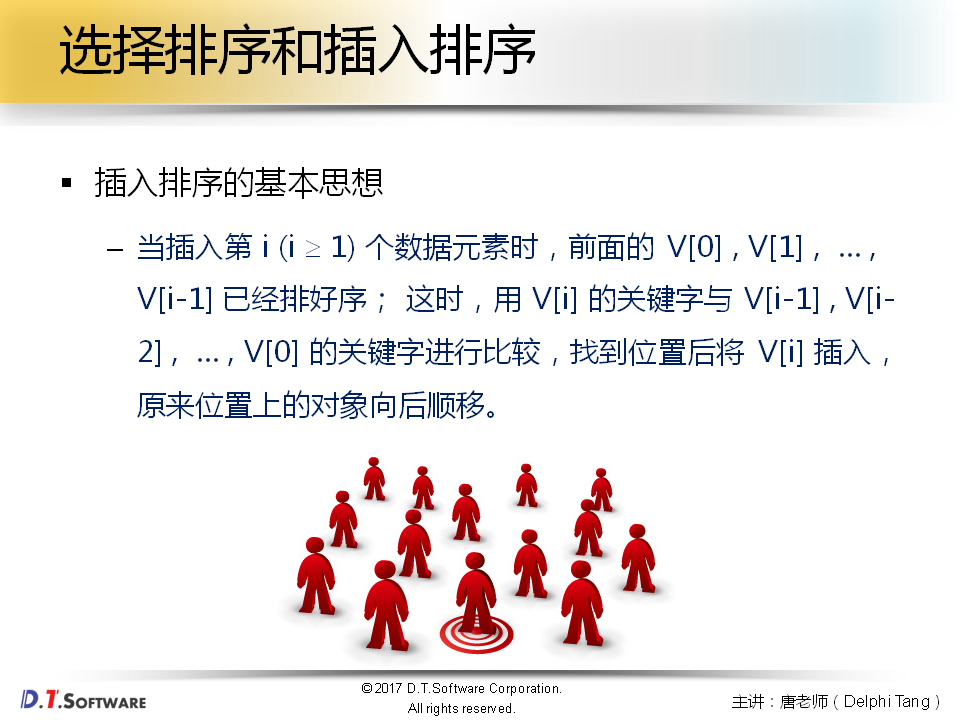 选择排序和插入排序
▪ 插入排序的基本思想
– 当插入第 i (i ≥ 1) 个数据元素时，前面的 V[0] , V[1] , … ,
V[i-1] 已经排好序； 这时，用 V[i] 的关键字与 V[i-1] , V[i-
2] , … , V[0] 的关键字进行比较，找到位置后将 V[i] 插入，
原来位置上的对象向后顺移。
D.T.SOFTWARE
©2017 D.T.Software Corporation.
All rights reserved.
主讲：唐老师（Delphi Tang）